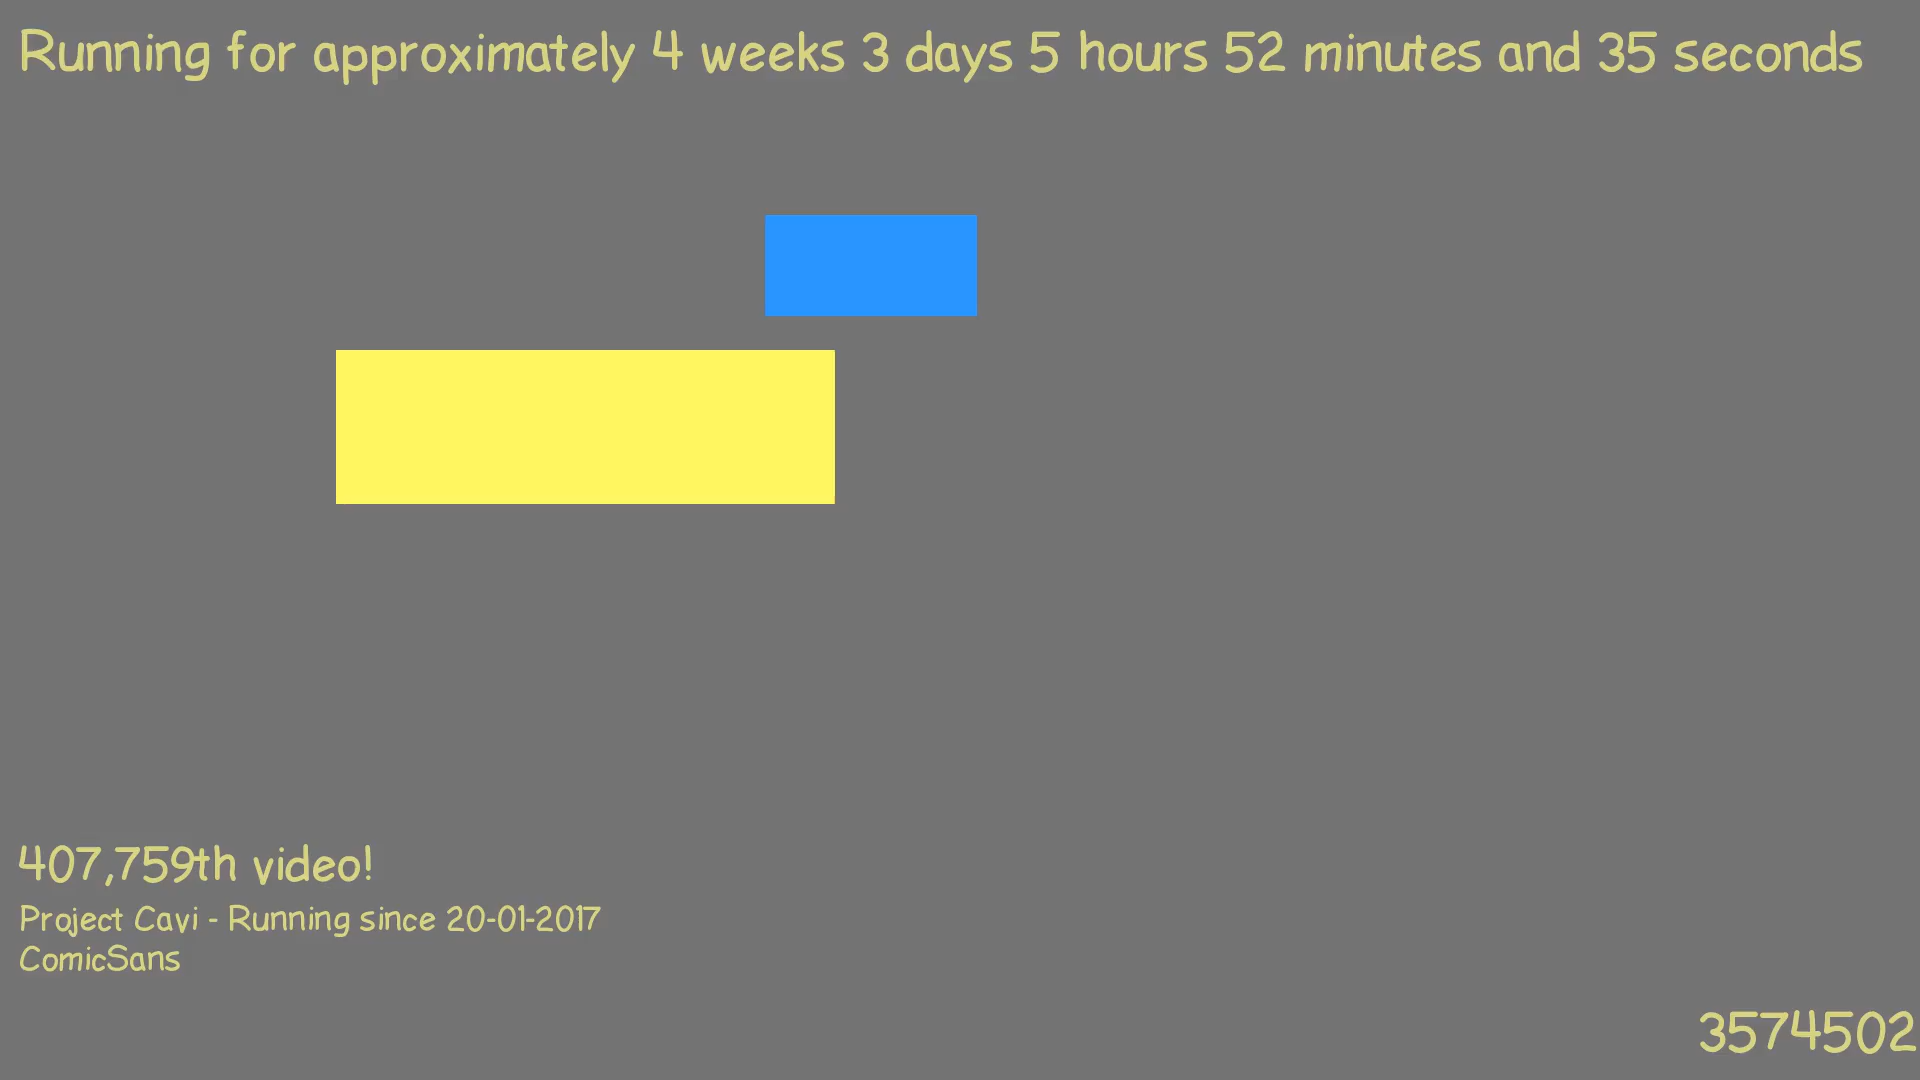 Running for approximately 4 weeks 3 days 5 hours 52 minutes and 35 seconds
407,759th video!
Project Cavi - Running since 20-01-2017
ComicSans
3574502